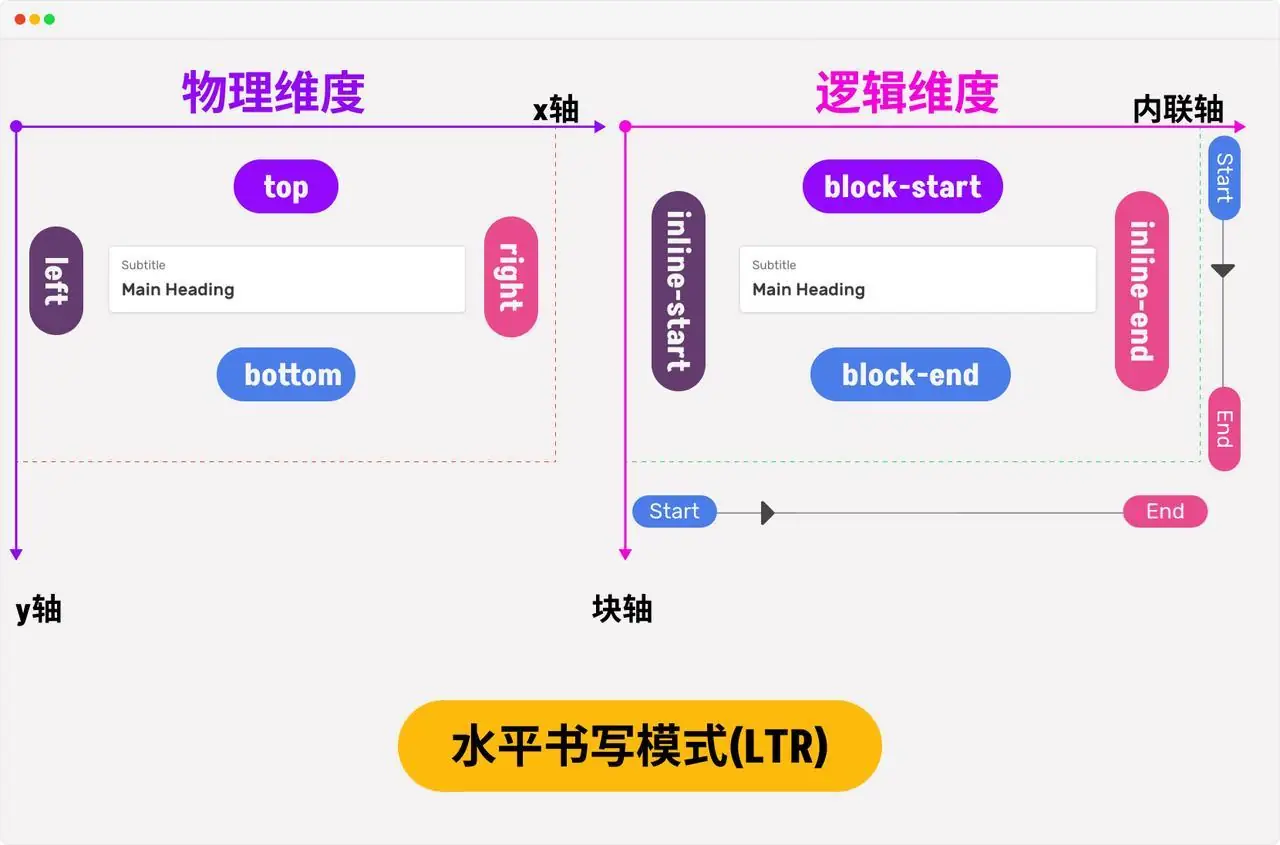 物理维度
x轴
top
left
Subtitle
Main Heading
right
bottom
y轴
逻辑维度
内联轴
block-start
inline-start
Subtitle
Main Heading
inline-end
block-end
Start
End
Start
End
块轴
水平书写模式(LTR)